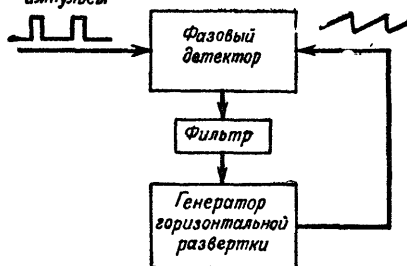 импульсы
Фазовый
детектор
Фильтр
Генератор
горизонтальной
развертки